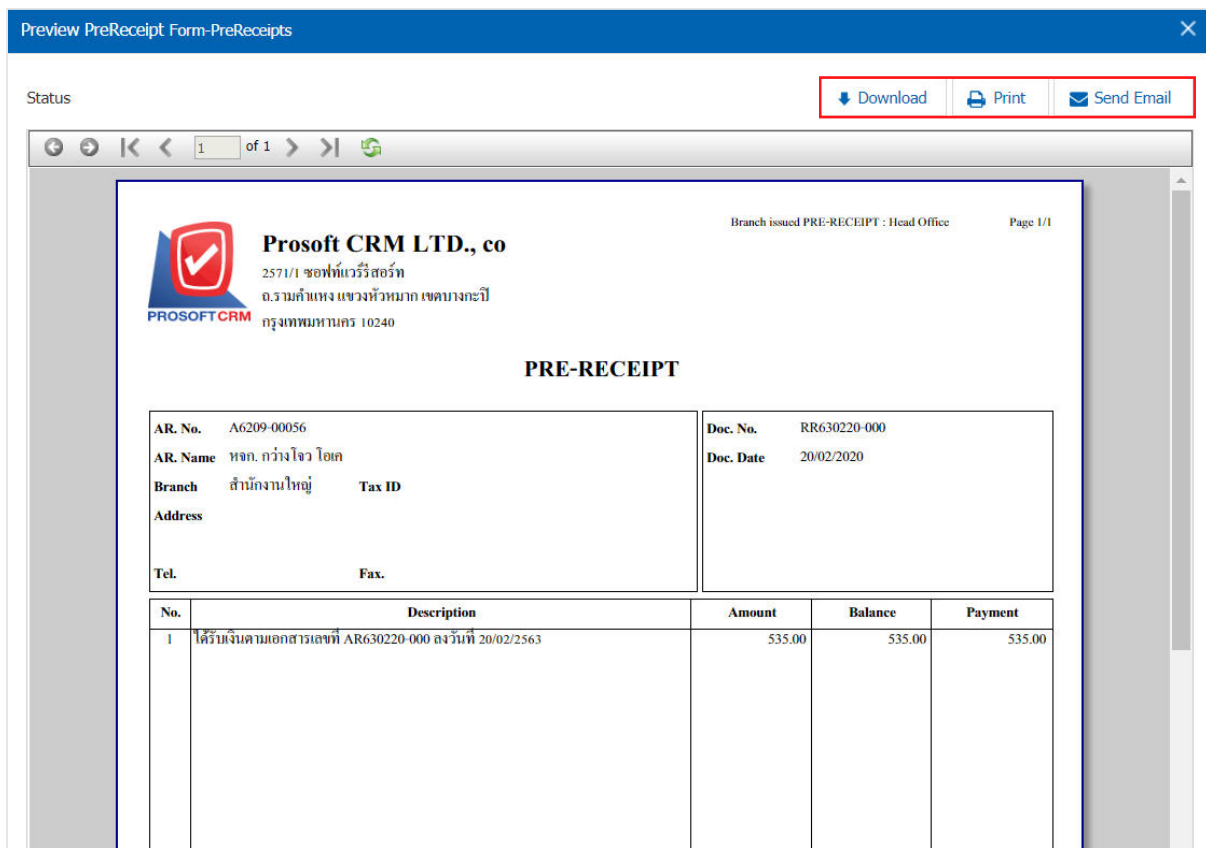 Preview PreReceipt Form-PreReceipts
Status
Download Print Send Email
1 of 1
Branch issued PRE-RECEIPT : Head Office Page 1/1
Prosoft CRM LTD., co
2571/1 ซอฟท์แวร์รีสอร์ท
ถ.รามคำแหง แขวงหัวหมาก เขตบางกะปิ
กรุงเทพมหานคร 10240
PROSOFTCRM
PRE-RECEIPT
AR. No. A6209-00056 Doc. No. RR630220-000
AR. Name หจก. กว่างโจว โอเค Doc. Date 20/02/2020
Branch สำนักงานใหญ่ Tax ID
Address
Tel. Fax.
No. Description Amount Balance Payment
1 ได้รับเงินตามเอกสารเลขที่ AR630220-000 ลงวันที่ 20/02/2563 535.00 535.00 535.00